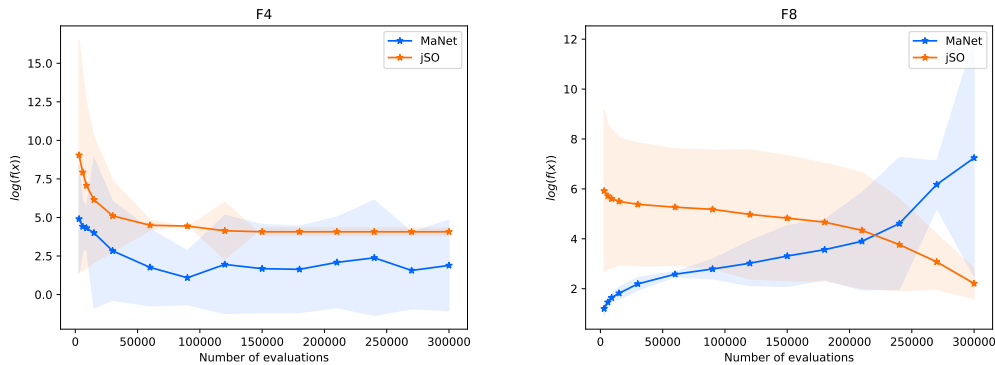 F4
MaNet
jSO
15.0
12.5
10.0
7.5
5.0
2.5
0.0
log(f(x))
0
50000
100000
150000
200000
250000
300000
Number of evaluations
F8
MaNet
jSO
12
10
8
6
4
2
log(f(x))
0
50000
100000
150000
200000
250000
300000
Number of evaluations